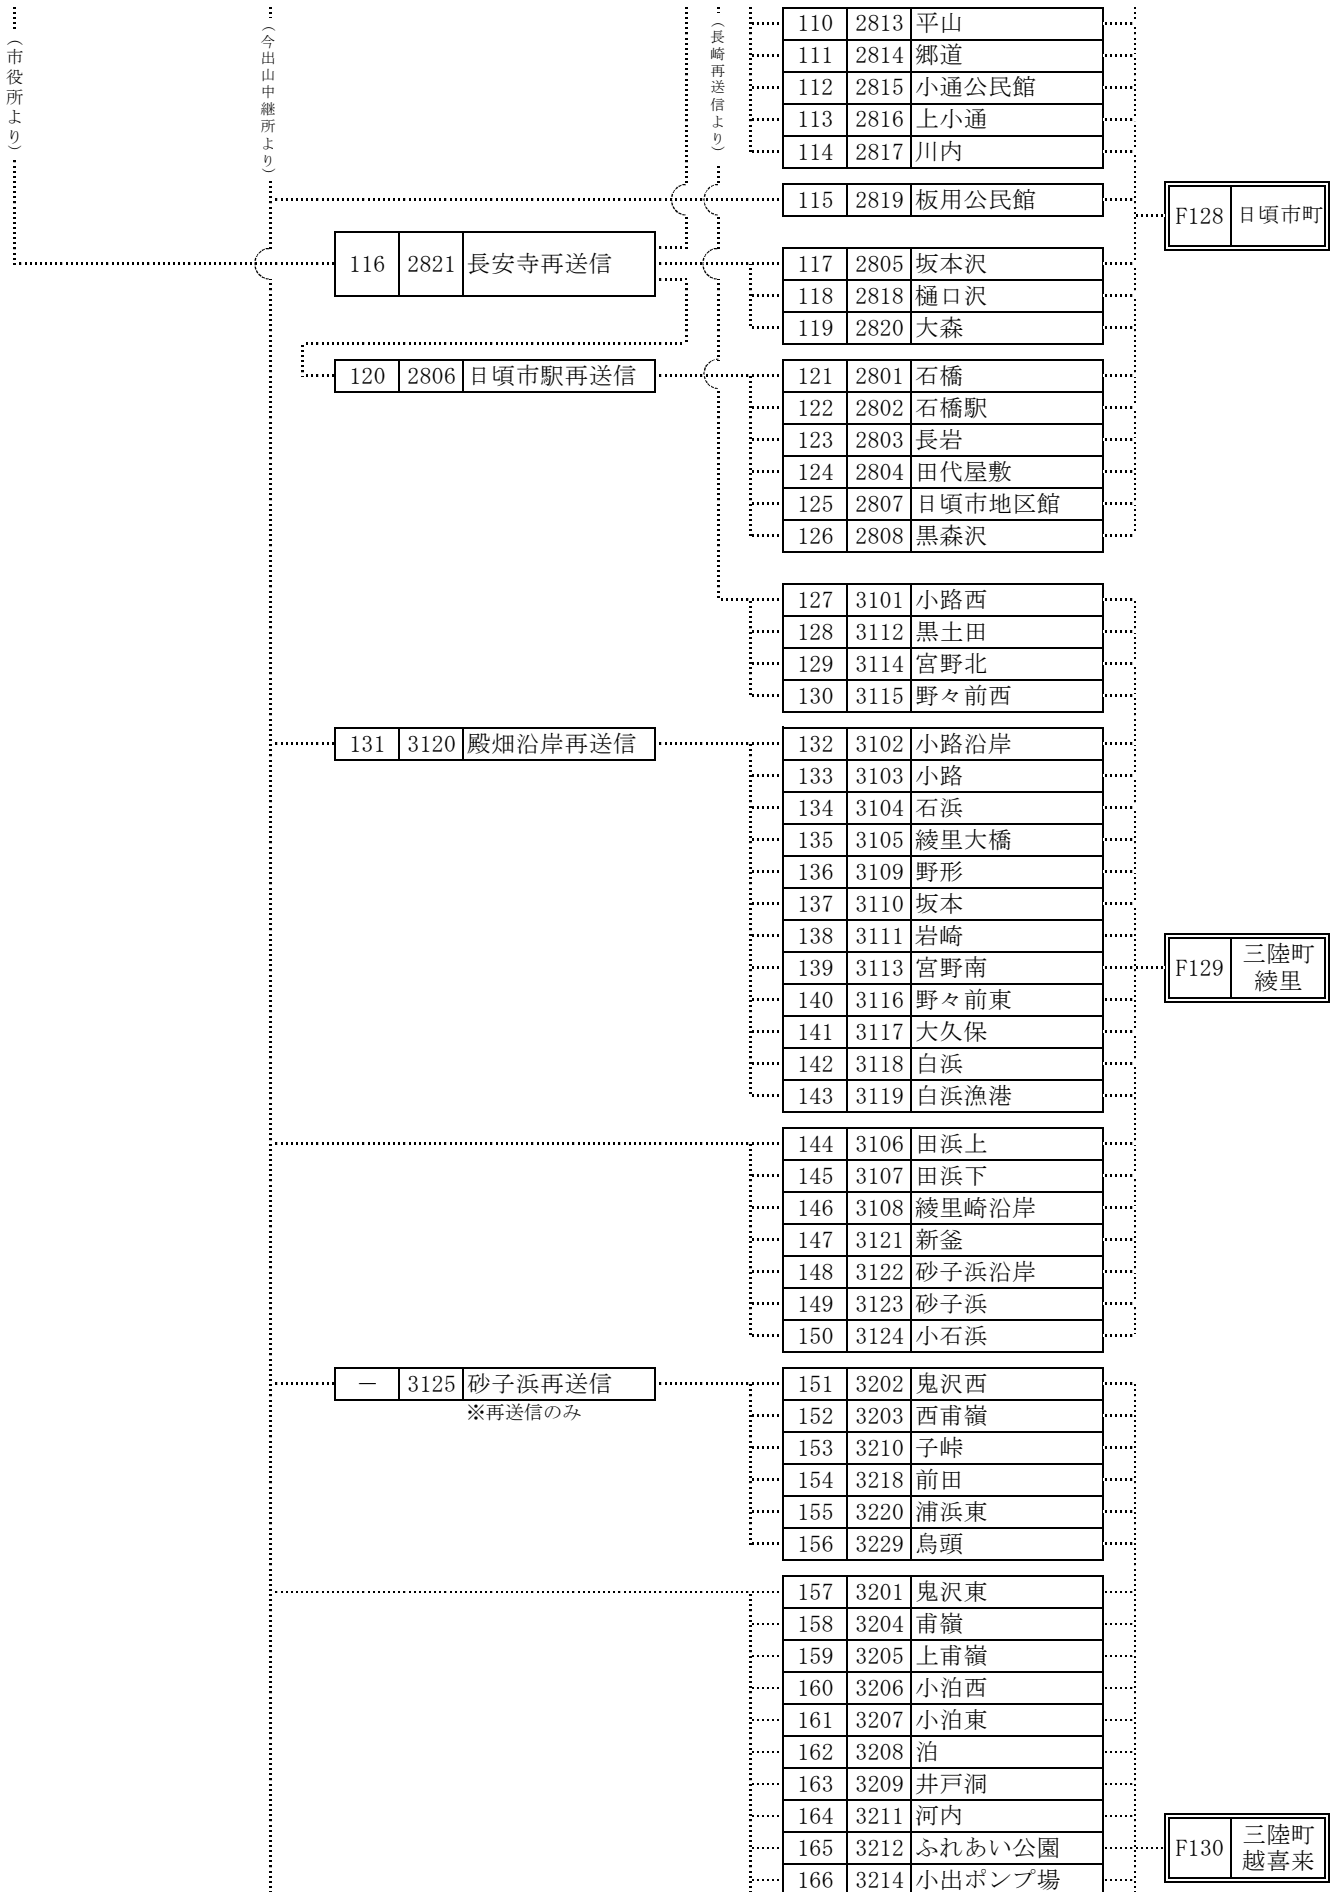 （市役所より）
（今出山中継所より）
（長崎再送信より）
110 2813 平山
111 2814 郷道
112 2815 小通公民館
113 2816 上小通
114 2817 川内
115 2819 板用公民館
F128 日頃市町
116 2821 長安寺再送信
117 2805 坂本沢
118 2818 樋口沢
119 2820 大森
120 2806 日頃市駅再送信
121 2801 石橋
122 2802 石橋駅
123 2803 長岩
124 2804 田代屋敷
125 2807 日頃市地区館
126 2808 黒森沢
127 3101 小路西
128 3112 黒土田
129 3114 宮野北
130 3115 野々前西
131 3120 殿畑沿岸再送信
132 3102 小路沿岸
133 3103 小路
134 3104 石浜
135 3105 綾里大橋
136 3109 野形
137 3110 坂本
138 3111 岩崎
139 3113 宮野南
F129 三陸町
綾里
140 3116 野々前東
141 3117 大久保
142 3118 白浜
143 3119 白浜漁港
144 3106 田浜上
145 3107 田浜下
146 3108 綾里崎沿岸
147 3121 新釜
148 3122 砂子浜沿岸
149 3123 砂子浜
150 3124 小石浜
－ 3125 砂子浜再送信
※再送信のみ
151 3202 鬼沢西
152 3203 西甫嶺
153 3210 子峠
154 3218 前田
155 3220 浦浜東
156 3229 烏頭
157 3201 鬼沢東
158 3204 甫嶺
159 3205 上甫嶺
160 3206 小泊西
161 3207 小泊東
162 3208 泊
163 3209 井戸洞
164 3211 河内
165 3212 ふれあい公園
F130 三陸町
越喜来
166 3214 小出ポンプ場